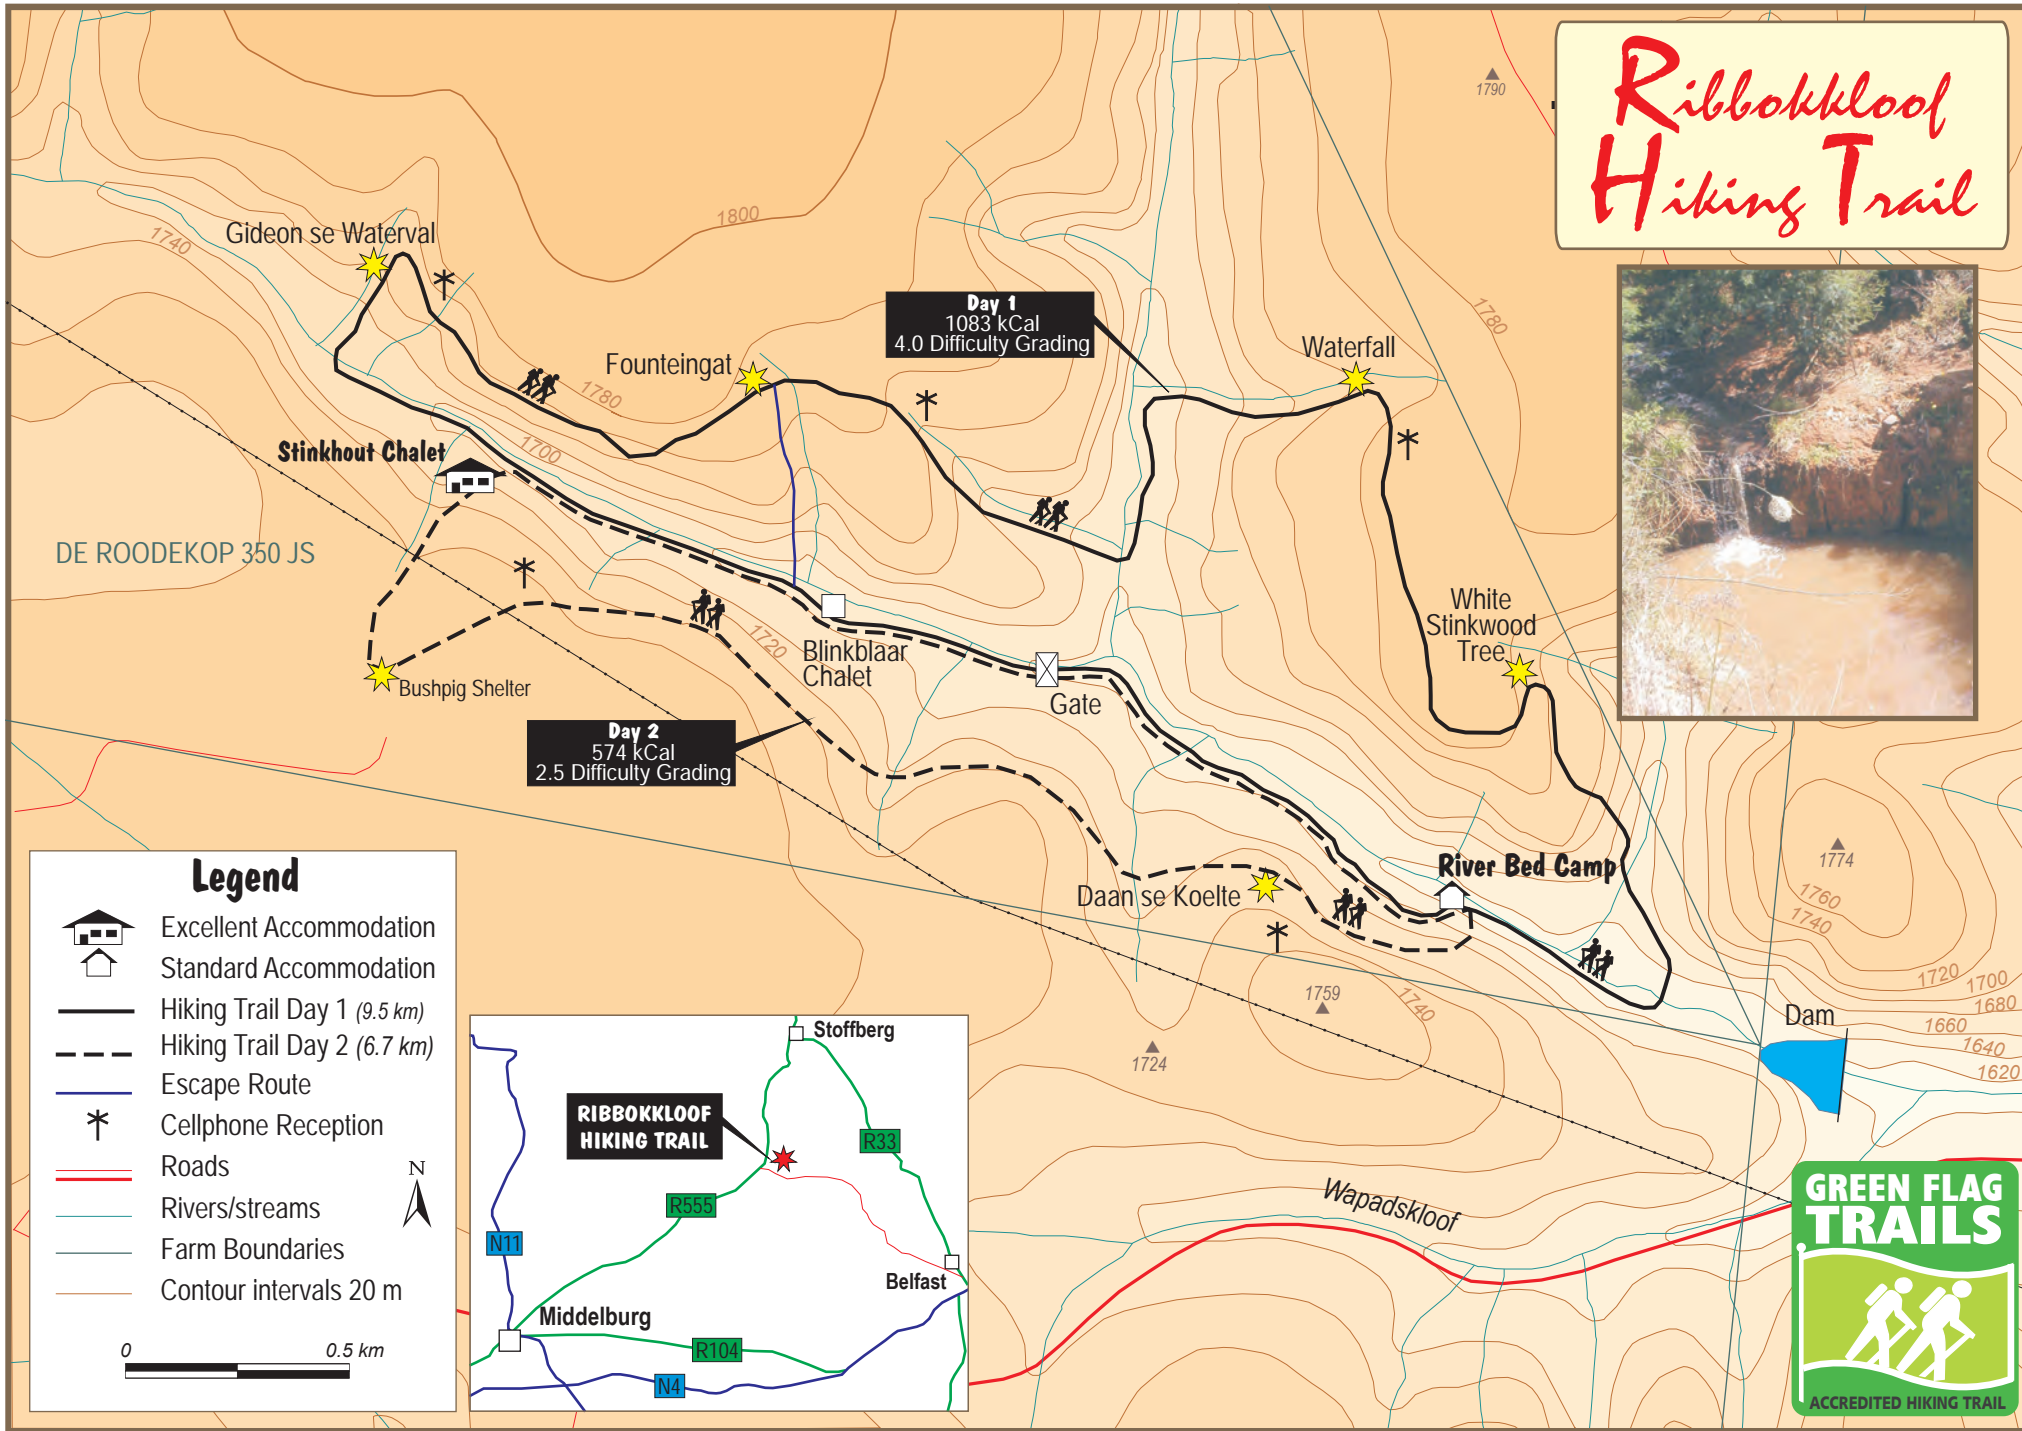 Ribbokkloof
Hiking Trail
1790
1800
1740
Gideon se Waterval
Day 1
1083 kCal
4.0 Difficulty Grading
1780
Waterfall
Founteingat
1780
Stinkhout Chalet
1700
DE ROODEKOP 350 JS
White
Stinkwood
Tree
1720
Blinkblaar
Chalet
Bushpig Shelter
Gate
Day 2
574 kCal
2.5 Difficulty Grading
River Bed Camp
Daan se Koelte
1774
1760
1740
1720
1700
1680
1660
1640
1620
1759
1740
1724
Dam
Wapadskloof
Legend
Excellent Accommodation
Standard Accommodation
Hiking Trail Day 1 (9.5 km)
Hiking Trail Day 2 (6.7 km)
Escape Route
Cellphone Reception
Roads
N
Rivers/streams
Farm Boundaries
Contour intervals 20 m
0 0.5 km
Stoffberg
RIBBOKKLOOF
HIKING TRAIL
R33
R555
N11
Belfast
Middelburg
R104
N4
GREEN FLAG
TRAILS
ACCREDITED HIKING TRAIL